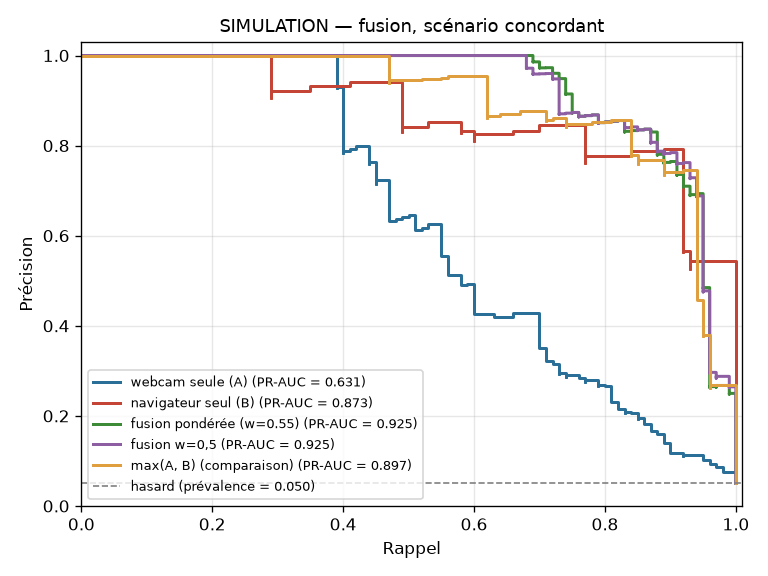 SIMULATION — fusion, scénario concordant
1.0
0.8
0.6
0.4
0.2
0.0
Précision
webcam seule (A) (PR-AUC = 0.631)
navigateur seul (B) (PR-AUC = 0.873)
fusion pondérée (w=0.55) (PR-AUC = 0.925)
fusion w=0,5 (PR-AUC = 0.925)
max(A, B) (comparaison) (PR-AUC = 0.897)
hasard (prévalence = 0.050)
0.0 0.2 0.4 0.6 0.8 1.0
Rappel